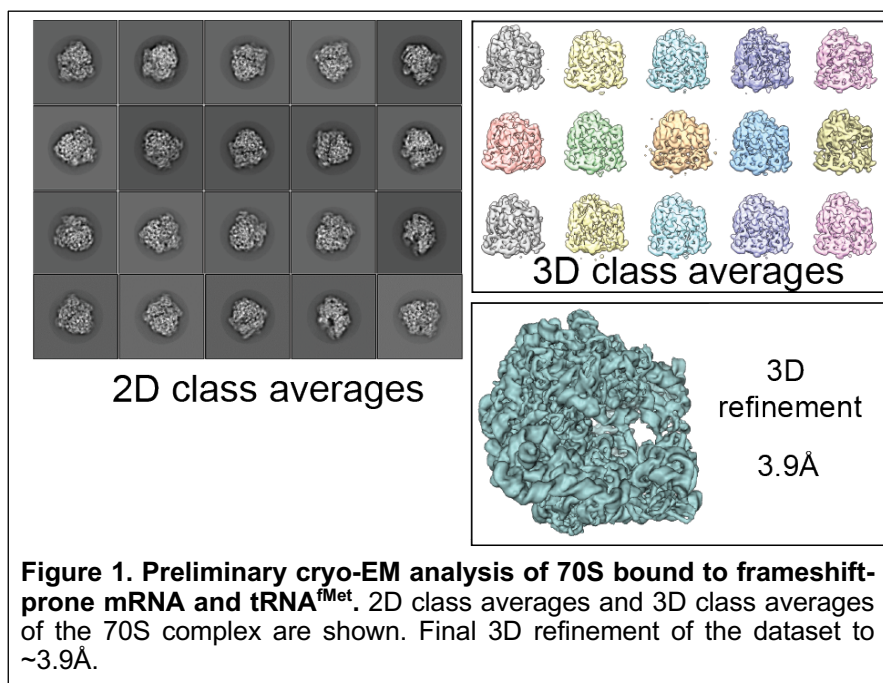 2D class averages
3D class averages
3D
refinement
3.9Å
Figure 1. Preliminary cryo-EM analysis of 70S bound to frameshift-
prone mRNA and tRNAfMet. 2D class averages and 3D class averages
of the 70S complex are shown. Final 3D refinement of the dataset to
~3.9Å.